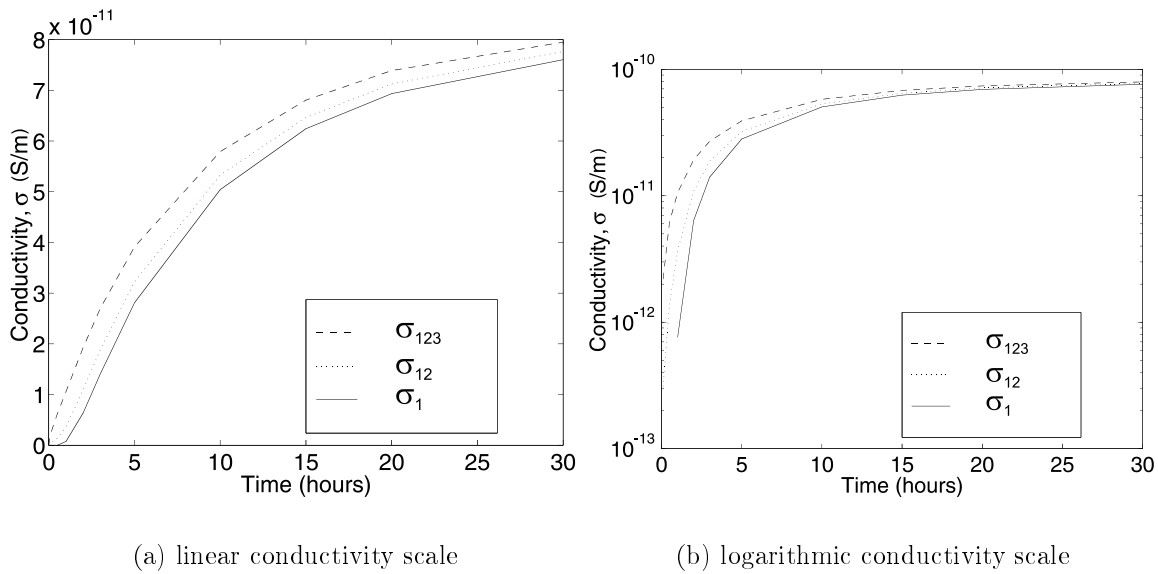 x 10⁻¹¹
8
7
6
5
4
3
2
1
0
Conductivity, σ (S/m)
0 5 10 15 20 25 30
Time (hours)
σ₁₂₃
σ₁₂
σ₁
(a) linear conductivity scale
10⁻¹⁰
10⁻¹¹
10⁻¹²
10⁻¹³
Conductivity, σ (S/m)
0 5 10 15 20 25 30
Time (hours)
σ₁₂₃
σ₁₂
σ₁
(b) logarithmic conductivity scale